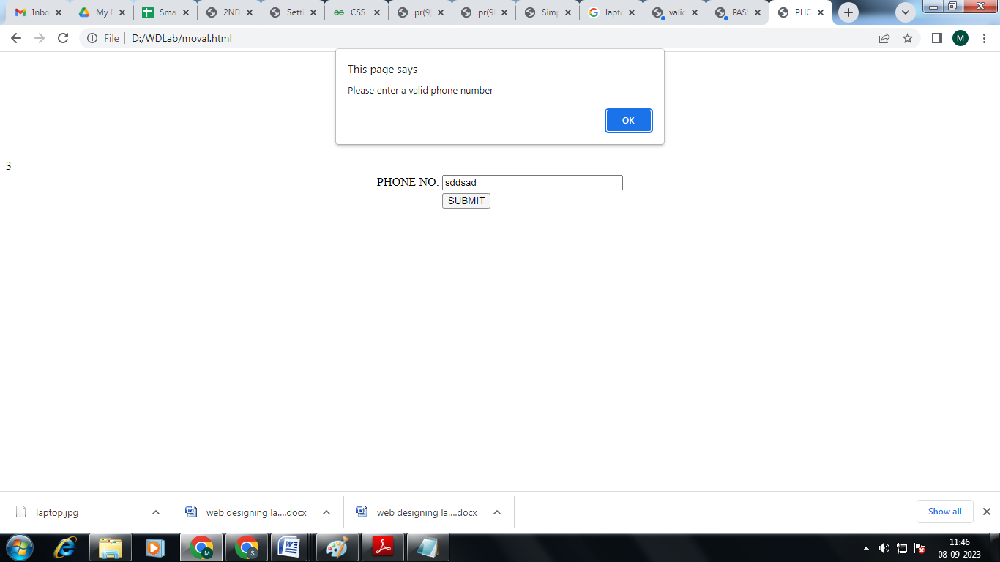 Inbo My Sma 2ND Sett CSS pr(9 pr(9 Simp lapt valic PAS PHO
File D:/WDLab/moval.html M
This page says
Please enter a valid phone number
OK
3
PHONE NO: sddsad
SUBMIT
laptop.jpg web designing la....docx web designing la....docx Show all
11:46
08-09-2023